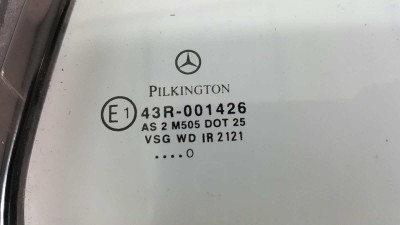 PILKINGTON
E1 43R-001426
AS 2 M505 DOT 25
VSG WD IR 2121
....0